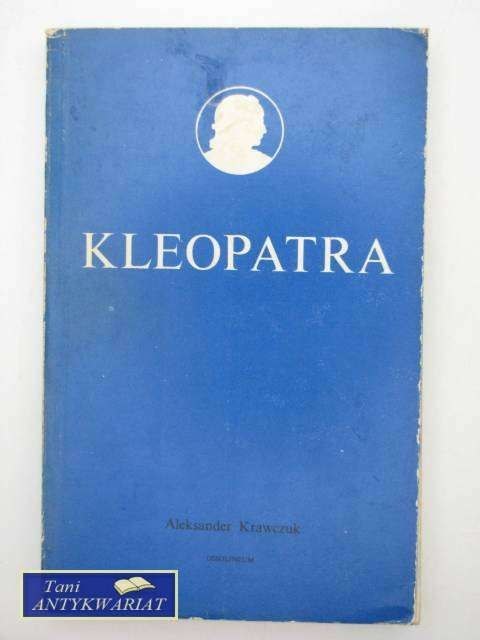 KLEOPATRA
Aleksander Krawczuk
OSSOLINEUM
Tani
ANTYKWARIAT